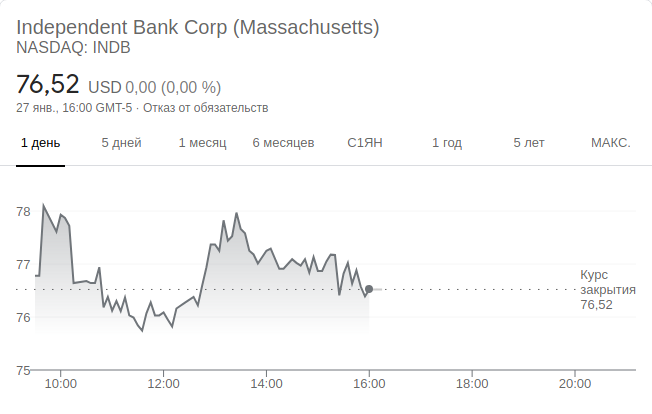 Independent Bank Corp (Massachusetts)
NASDAQ: INDB
76,52 USD 0,00 (0,00 %)
27 янв., 16:00 GMT-5 · Отказ от обязательств
1 день 5 дней 1 месяц 6 месяцев С1ЯН 1 год 5 лет МАКС.
78
77
Курс
закрытия
76,52
76
75
10:00 12:00 14:00 16:00 18:00 20:00